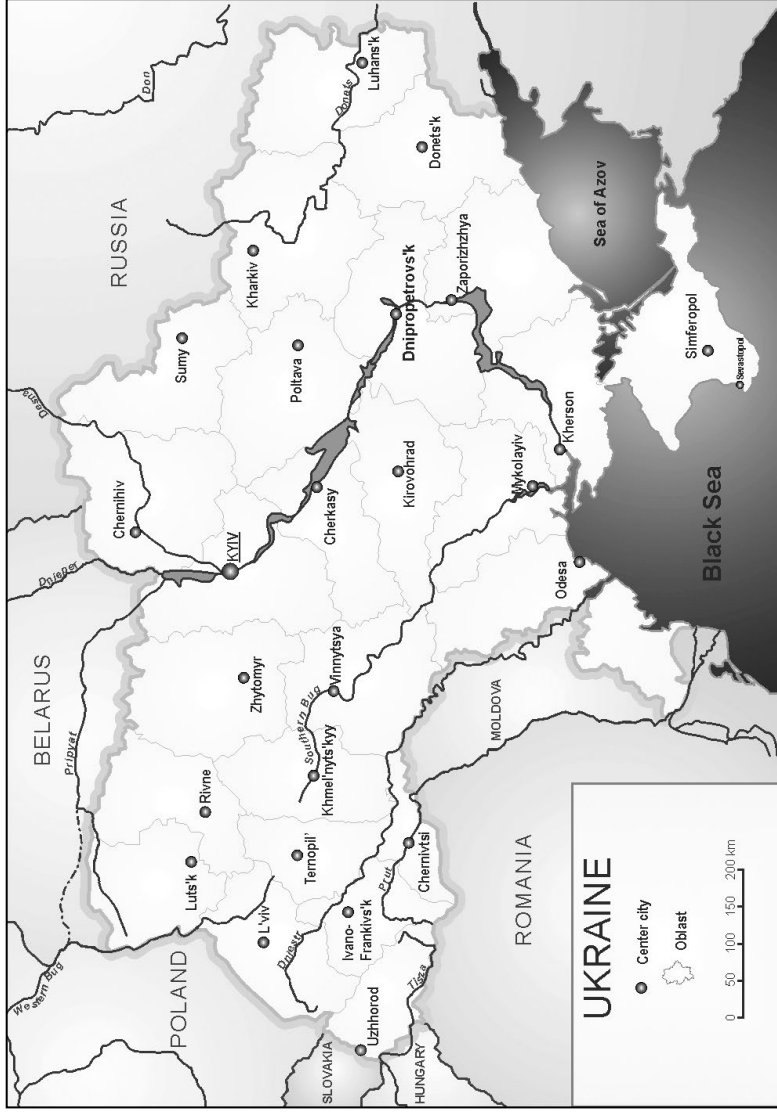 RUSSIA
BELARUS
POLAND
SLOVAKIA
HUNGARY
ROMANIA
MOLDOVA
Don
Desna
Dnieper
Pripyat
Western Bug
Donets
Southern Bug
Dniestr
Prut
Tisza
Chernihiv
Sumy
Luts'k
Rivne
Zhytomyr
KYIV
Kharkiv
Poltava
Luhans'k
L'viv
Ternopil'
Khmel'nyts'kyy
Vinnytsya
Cherkasy
Uzhhorod
Ivano-
Frankivs'k
Chernivtsi
Kirovohrad
Dnipropetrovs'k
Donets'k
Zaporizhzhya
Mykolayiv
Kherson
Odesa
Simferopol
Sevastopol
Sea of Azov
Black Sea
UKRAINE
Center city
Oblast
0 50 100 150 200 km